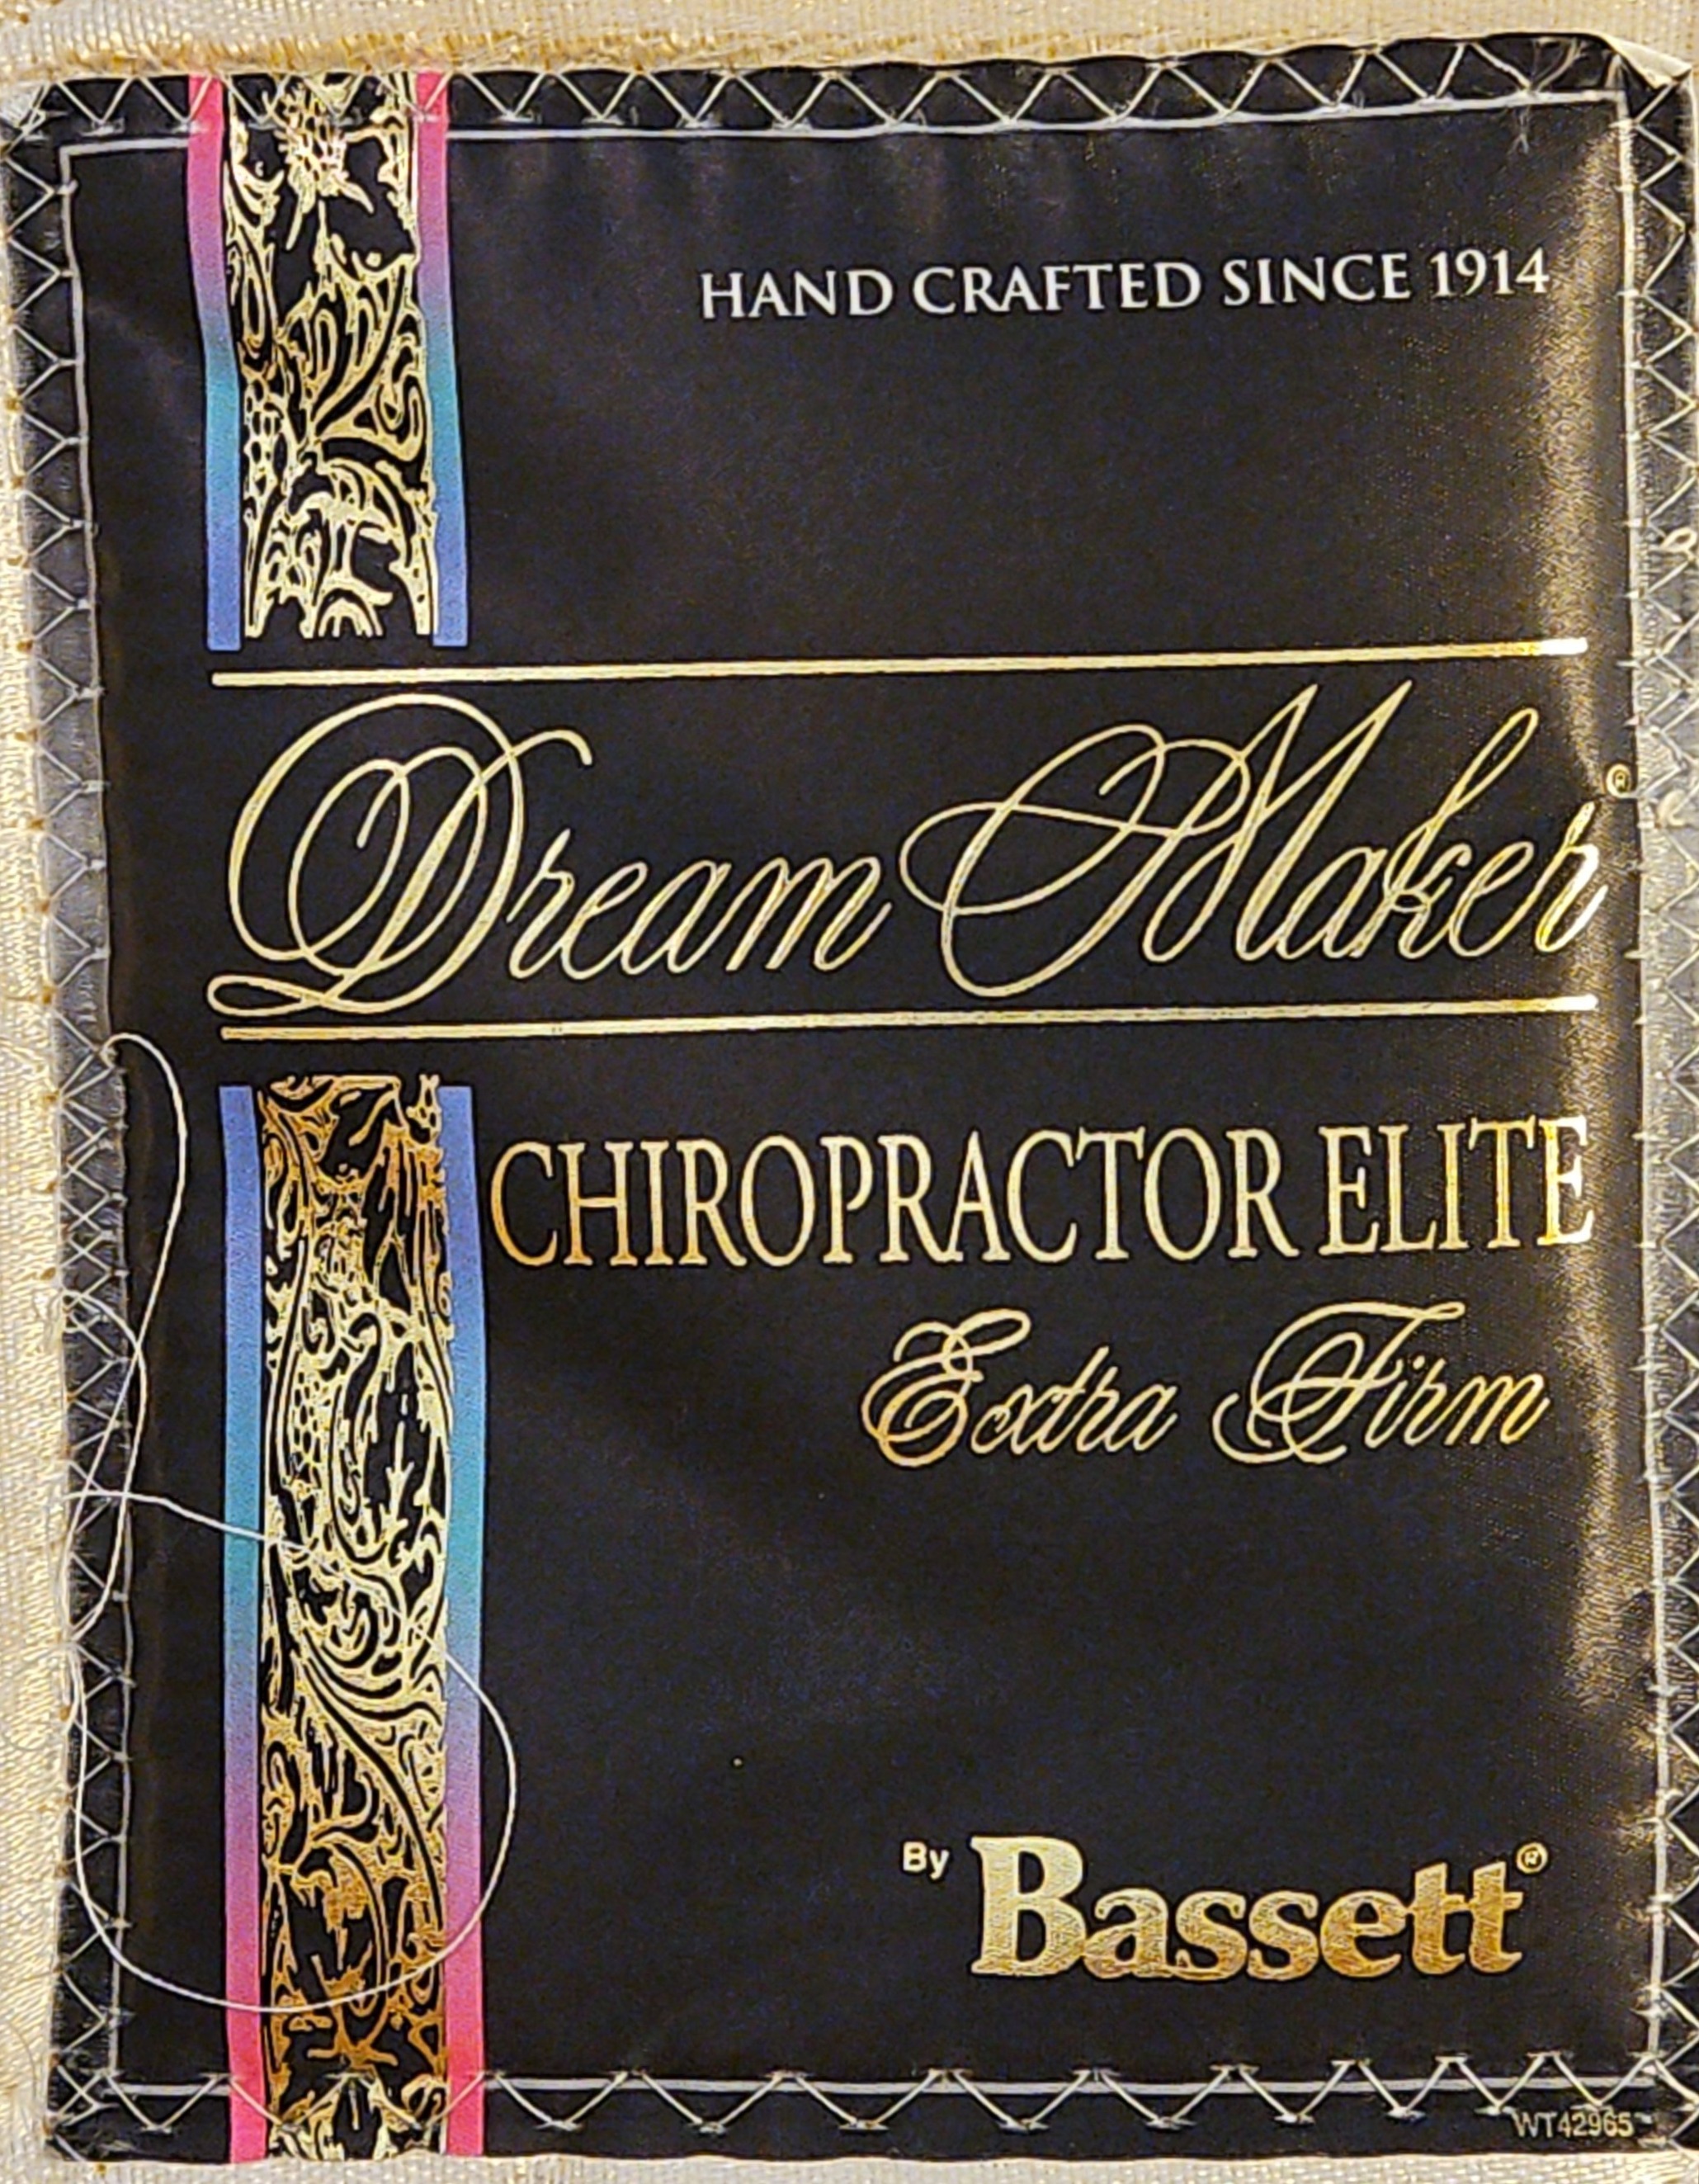 HAND CRAFTED SINCE 1914
Dream Maker®
CHIROPRACTOR ELITE
Extra Firm
By Bassett®
WT42965